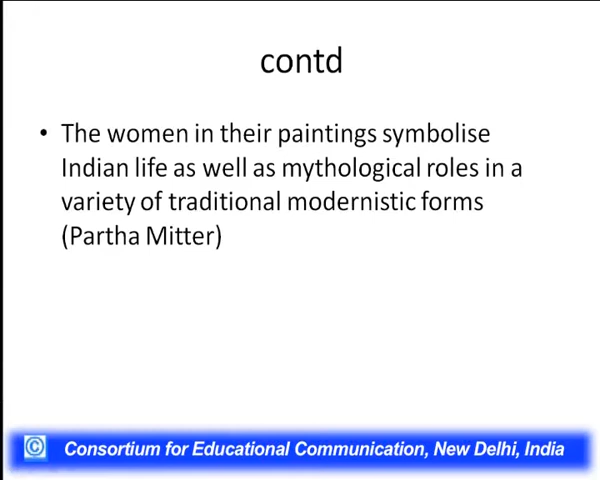 contd
• The women in their paintings symbolise
Indian life as well as mythological roles in a
variety of traditional modernistic forms
(Partha Mitter)
© Consortium for Educational Communication, New Delhi, India